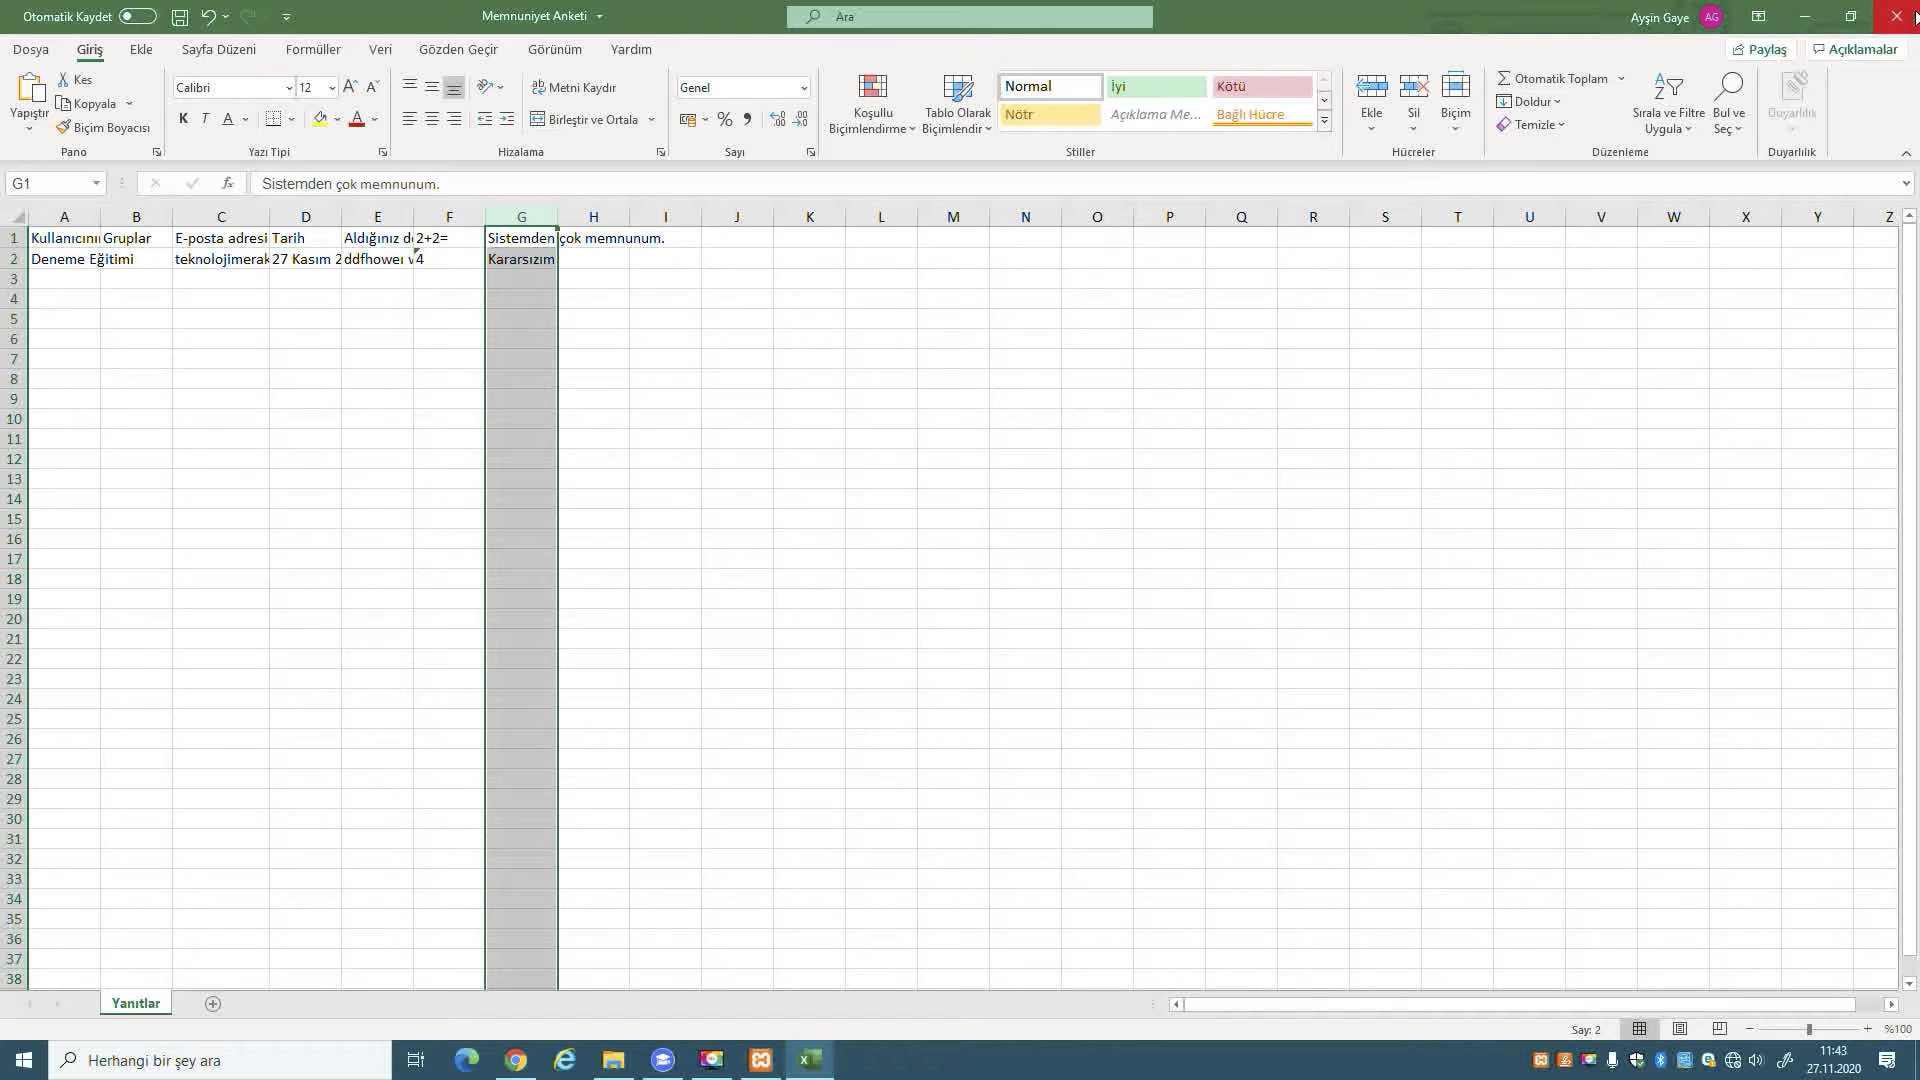 Otomatik Kaydet
Memnuniyet Anketi
Ara
Ayşin Gaye
AG
Dosya
Giriş
Ekle
Sayfa Düzeni
Formüller
Veri
Gözden Geçir
Görünüm
Yardım
Paylaş
Açıklamalar
Yapıştır
Kes
Kopyala
Biçim Boyacısı
Pano
Calibri
12
K T A
Yazı Tipi
Metni Kaydır
Birleştir ve Ortala
Hizalama
Genel
Sayı
Koşullu Biçimlendirme
Tablo Olarak Biçimlendir
Normal
İyi
Kötü
Nötr
Açıklama Me...
Bağlı Hücre
Stiller
Ekle
Sil
Biçim
Hücreler
Otomatik Toplam
Doldur
Temizle
Sırala ve Filtre Uygula
Bul ve Seç
Düzenleme
Duyarlılık
Duyarlılık
G1
fx
Sistemden çok memnunum.
A B C D E F G H I J K L M N O P Q R S T U V W X Y Z
1 Kullanıcını Gruplar E-posta adresi Tarih Aldığınız d 2+2= Sistemden çok memnunum.
2 Deneme Eğitimi teknolojimerak 27 Kasım 2 ddfhower v 4 Kararsızım
3
4
5
6
7
8
9
10
11
12
13
14
15
16
17
18
19
20
21
22
23
24
25
26
27
28
29
30
31
32
33
34
35
36
37
38
Yanıtlar
Say: 2
%100
Herhangi bir şey ara
11:43
27.11.2020